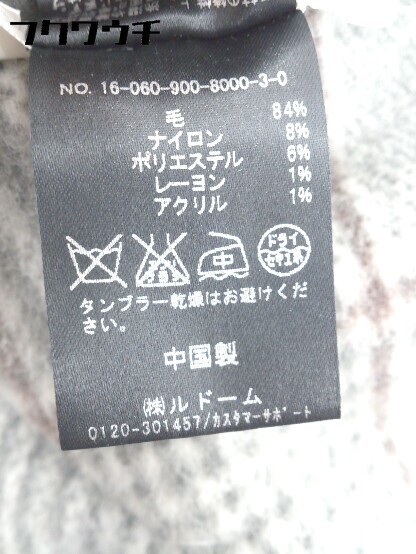 フクウウチ
NO. 16-060-900-8000-3-0
毛 84%
ナイロン 8%
ポリエステル 6%
レーヨン 1%
アクリル 1%
中
ドライ
セキユ系
タンブラー乾燥はお避けくだ
さい。
中国製
㈱ルドーム
0120-301457/カスタマーサポート